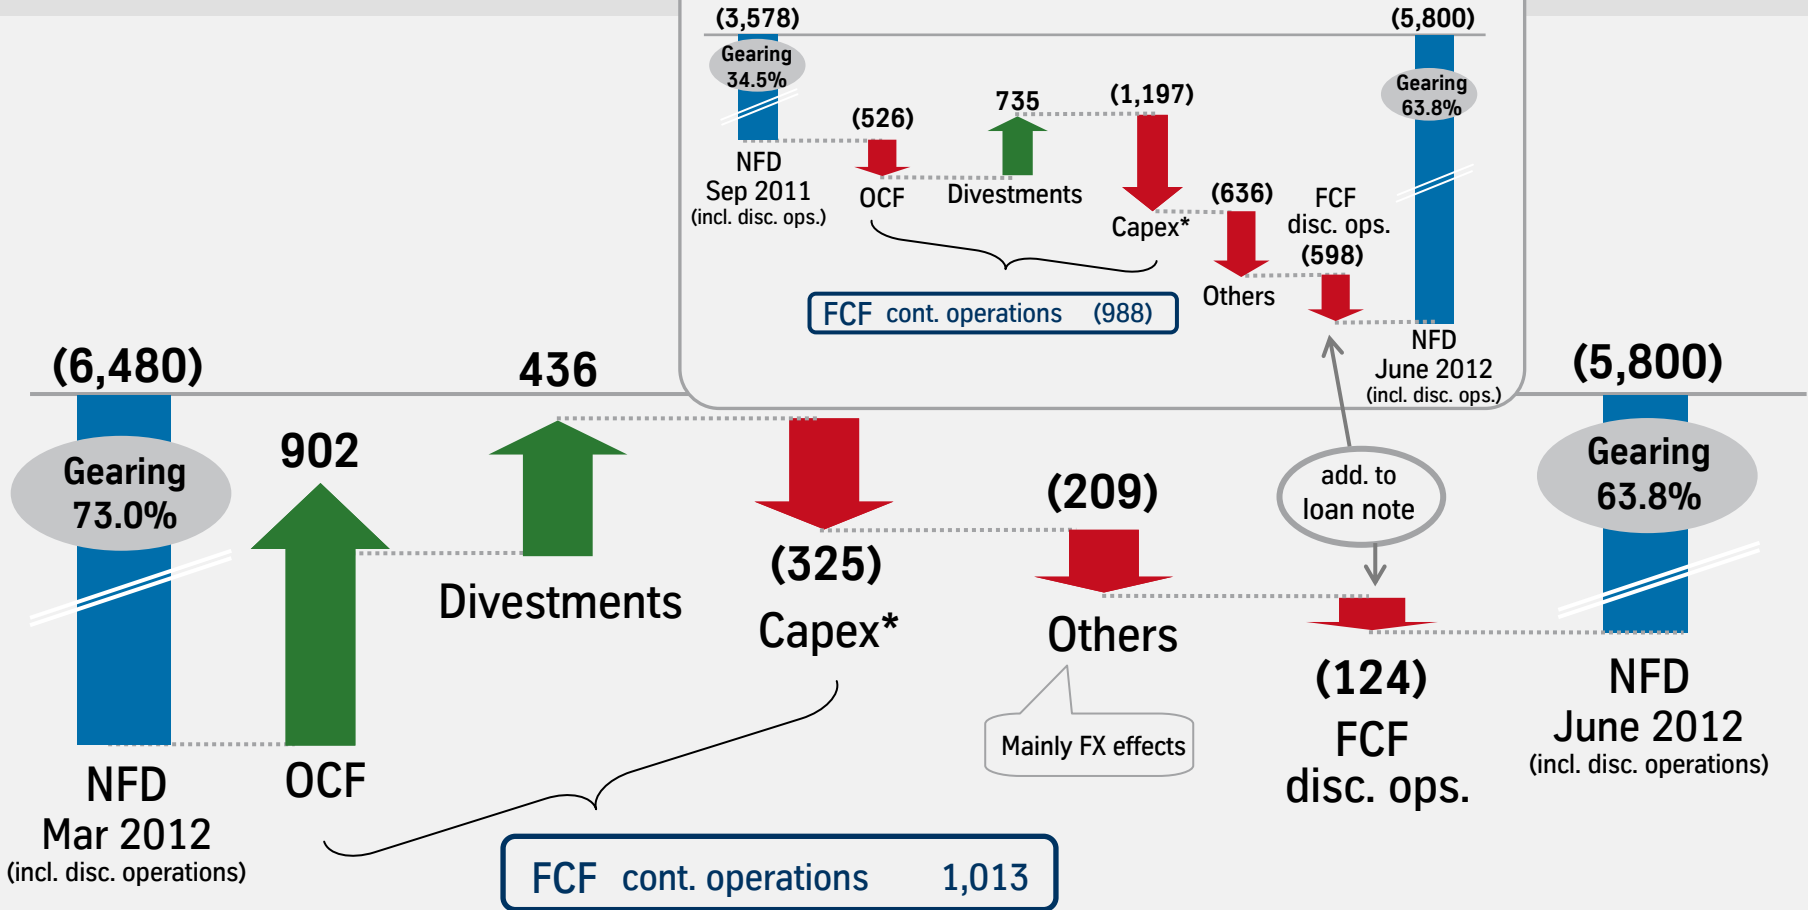 (3,578)
Gearing
34.5%
NFD
Sep 2011
(incl. disc. ops.)
(526)
OCF
735
Divestments
(1,197)
Capex*
(636)
Others
FCF
disc. ops.
(598)
(5,800)
Gearing
63.8%
NFD
June 2012
(incl. disc. ops.)
FCF cont. operations (988)
(6,480)
Gearing
73.0%
NFD
Mar 2012
(incl. disc. operations)
902
OCF
436
Divestments
(325)
Capex*
(209)
Others
Mainly FX effects
add. to
loan note
(124)
FCF
disc. ops.
(5,800)
Gearing
63.8%
NFD
June 2012
(incl. disc. operations)
FCF cont. operations 1,013